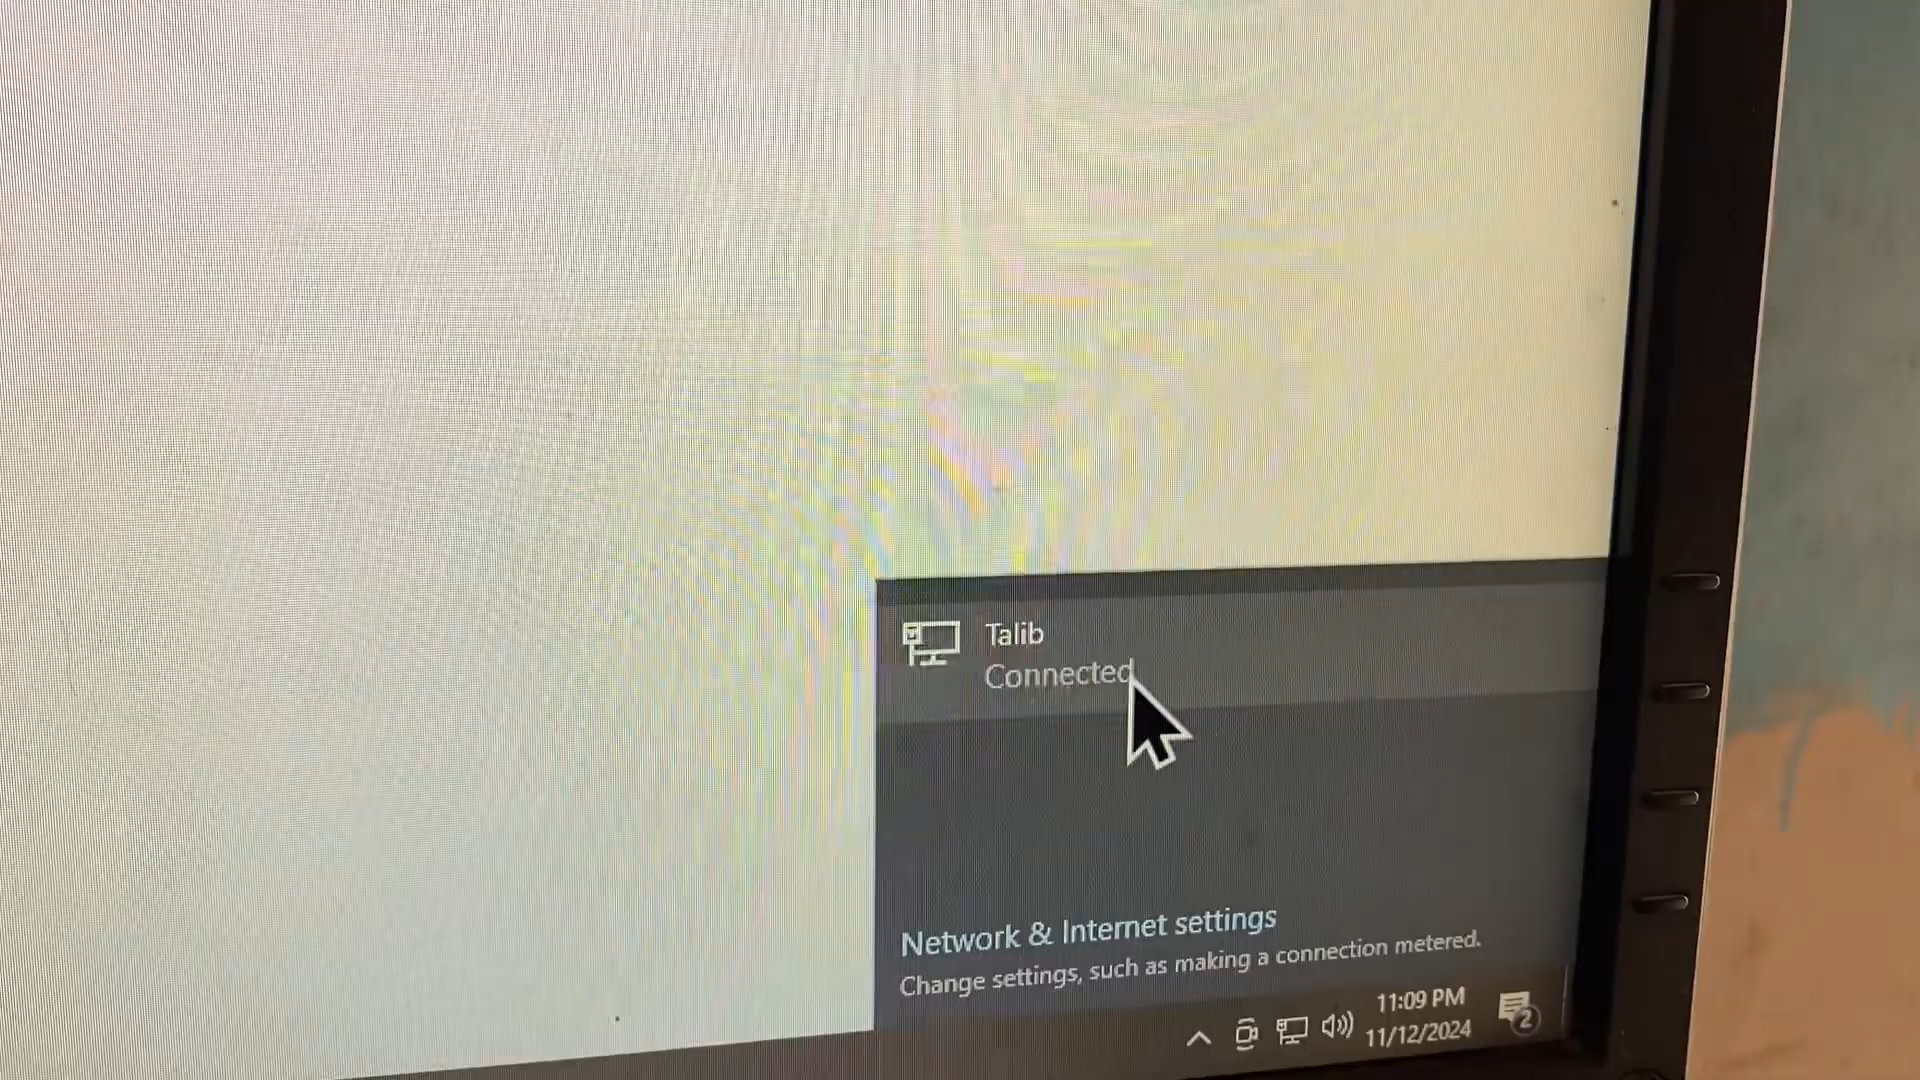 Talib
Connected
Network & Internet settings
Change settings, such as making a connection metered.
11:09 PM
11/12/2024
2